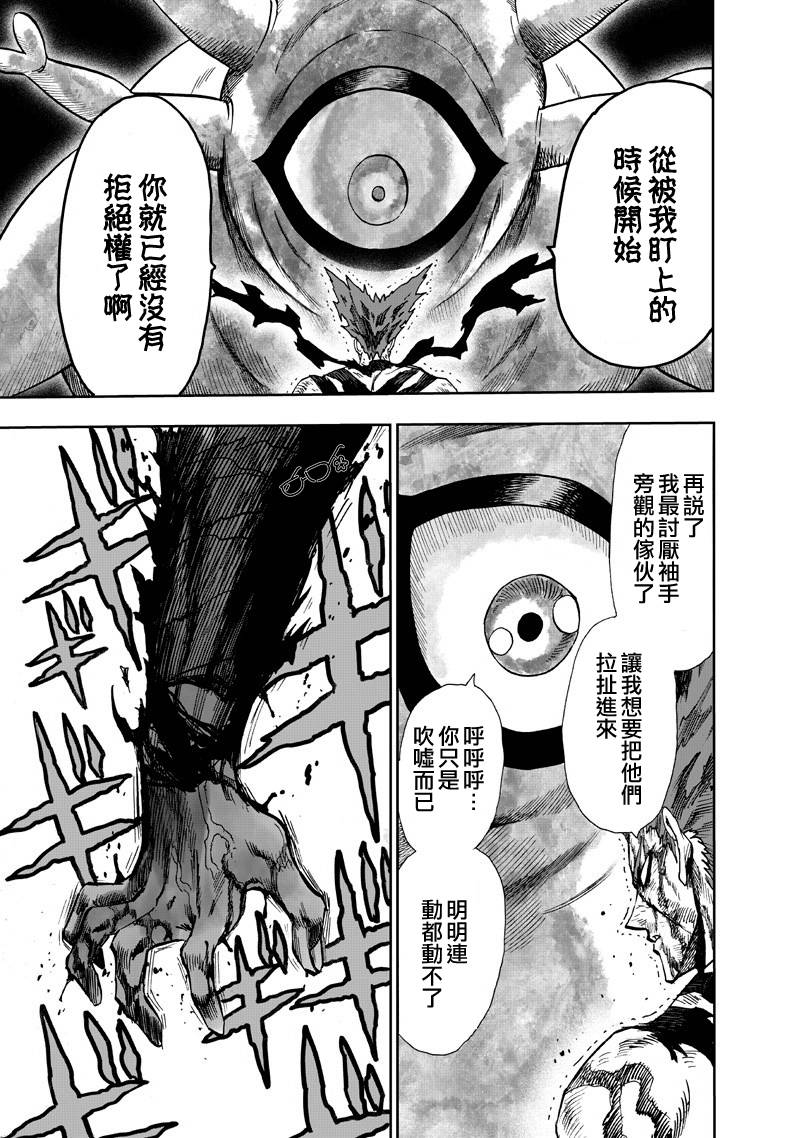 從被我盯上的
時候開始
你就已經沒有
拒絕權了啊
再說了
我最討厭袖手
旁觀的傢伙了
讓我想要把他們
拉扯進來
呼呼呼…
你只是
吹噓而已
明明連
動都動不了